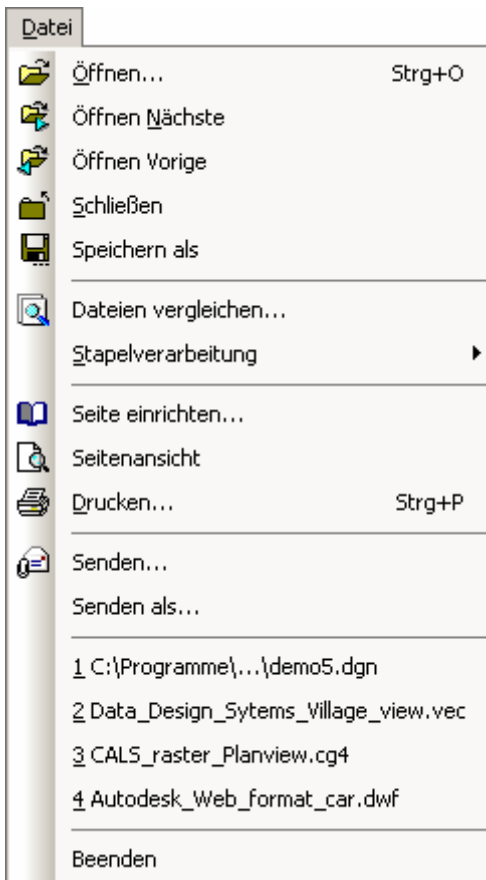 Datei
Öffnen... Strg+O
Öffnen Nächste
Öffnen Vorige
Schließen
Speichern als
Dateien vergleichen...
Stapelverarbeitung
Seite einrichten...
Seitenansicht
Drucken... Strg+P
Senden...
Senden als...
1 C:\Programme\...\demo5.dgn
2 Data_Design_Sytems_Village_view.vec
3 CALS_raster_Planview.cg4
4 Autodesk_Web_format_car.dwf
Beenden